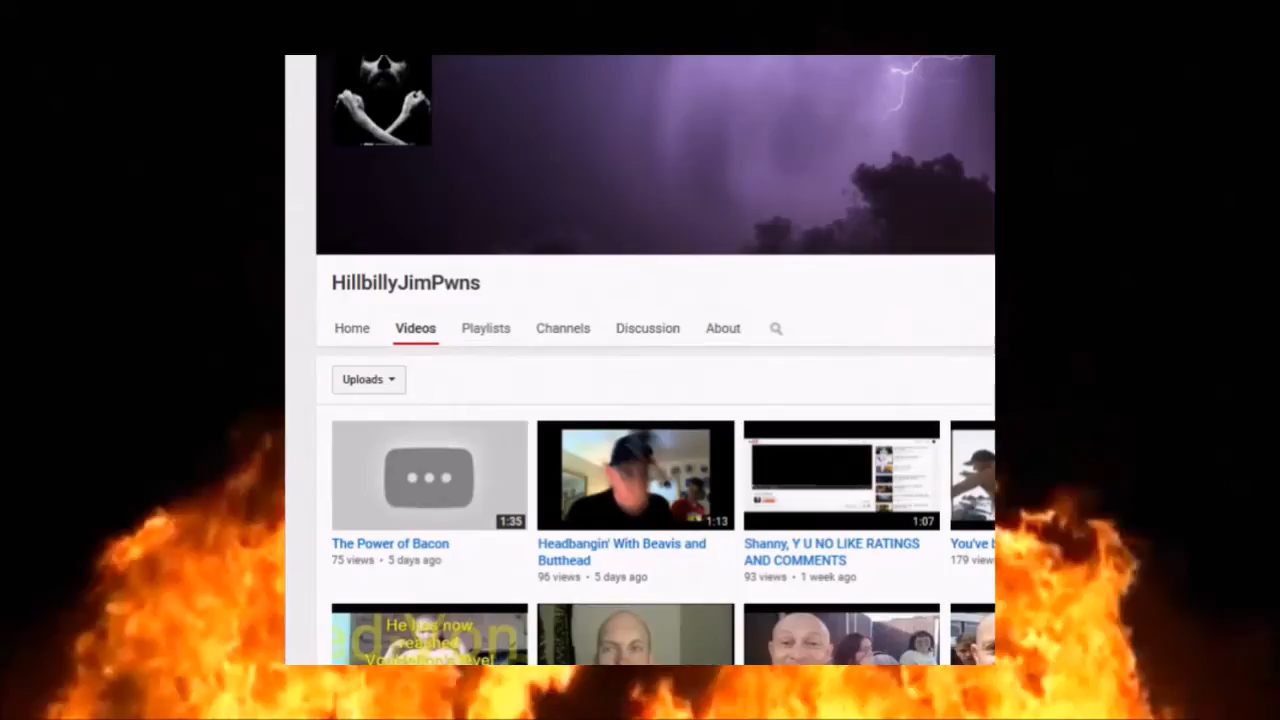 HillbillyJimPwns
Home Videos Playlists Channels Discussion About
Uploads
1:35 1:13 1:07
The Power of Bacon
75 views • 5 days ago
Headbangin' With Beavis and
Butthead
96 views • 5 days ago
Shanny, Y U NO LIKE RATINGS
AND COMMENTS
93 views • 1 week ago
You've
179 view
He has now
reached